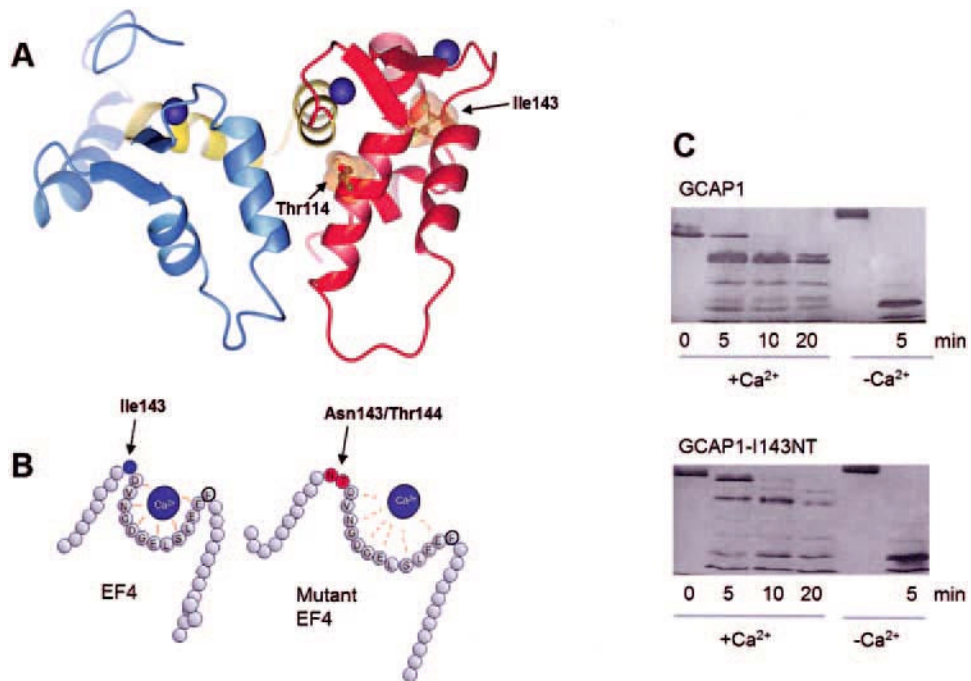 A
Ile143
Thr114
B
Ile143
Asn143/Thr144
Ca2+
Ca2+
EF4
Mutant
EF4
C
GCAP1
0 5 10 20 5 min
+Ca2+ -Ca2+
GCAP1-I143NT
0 5 10 20 5 min
+Ca2+ -Ca2+